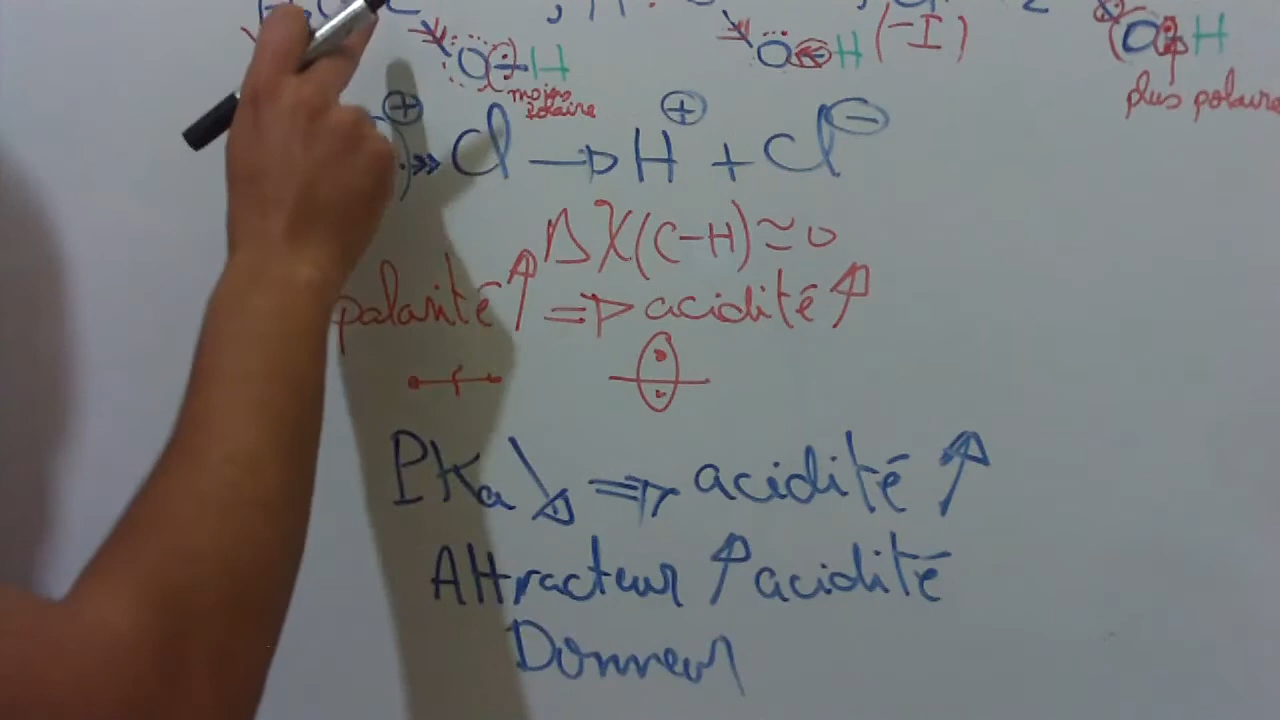 O H O H (-I) O H
moins polaire plus polaire
⊕ Cl → H⊕ + Cl⊖
ΔX(C-H) ≃ 0
polarité ↑ => acidité ↑
PKa ↘ => acidité ↑
Attracteur ↑ acidité
Donneur